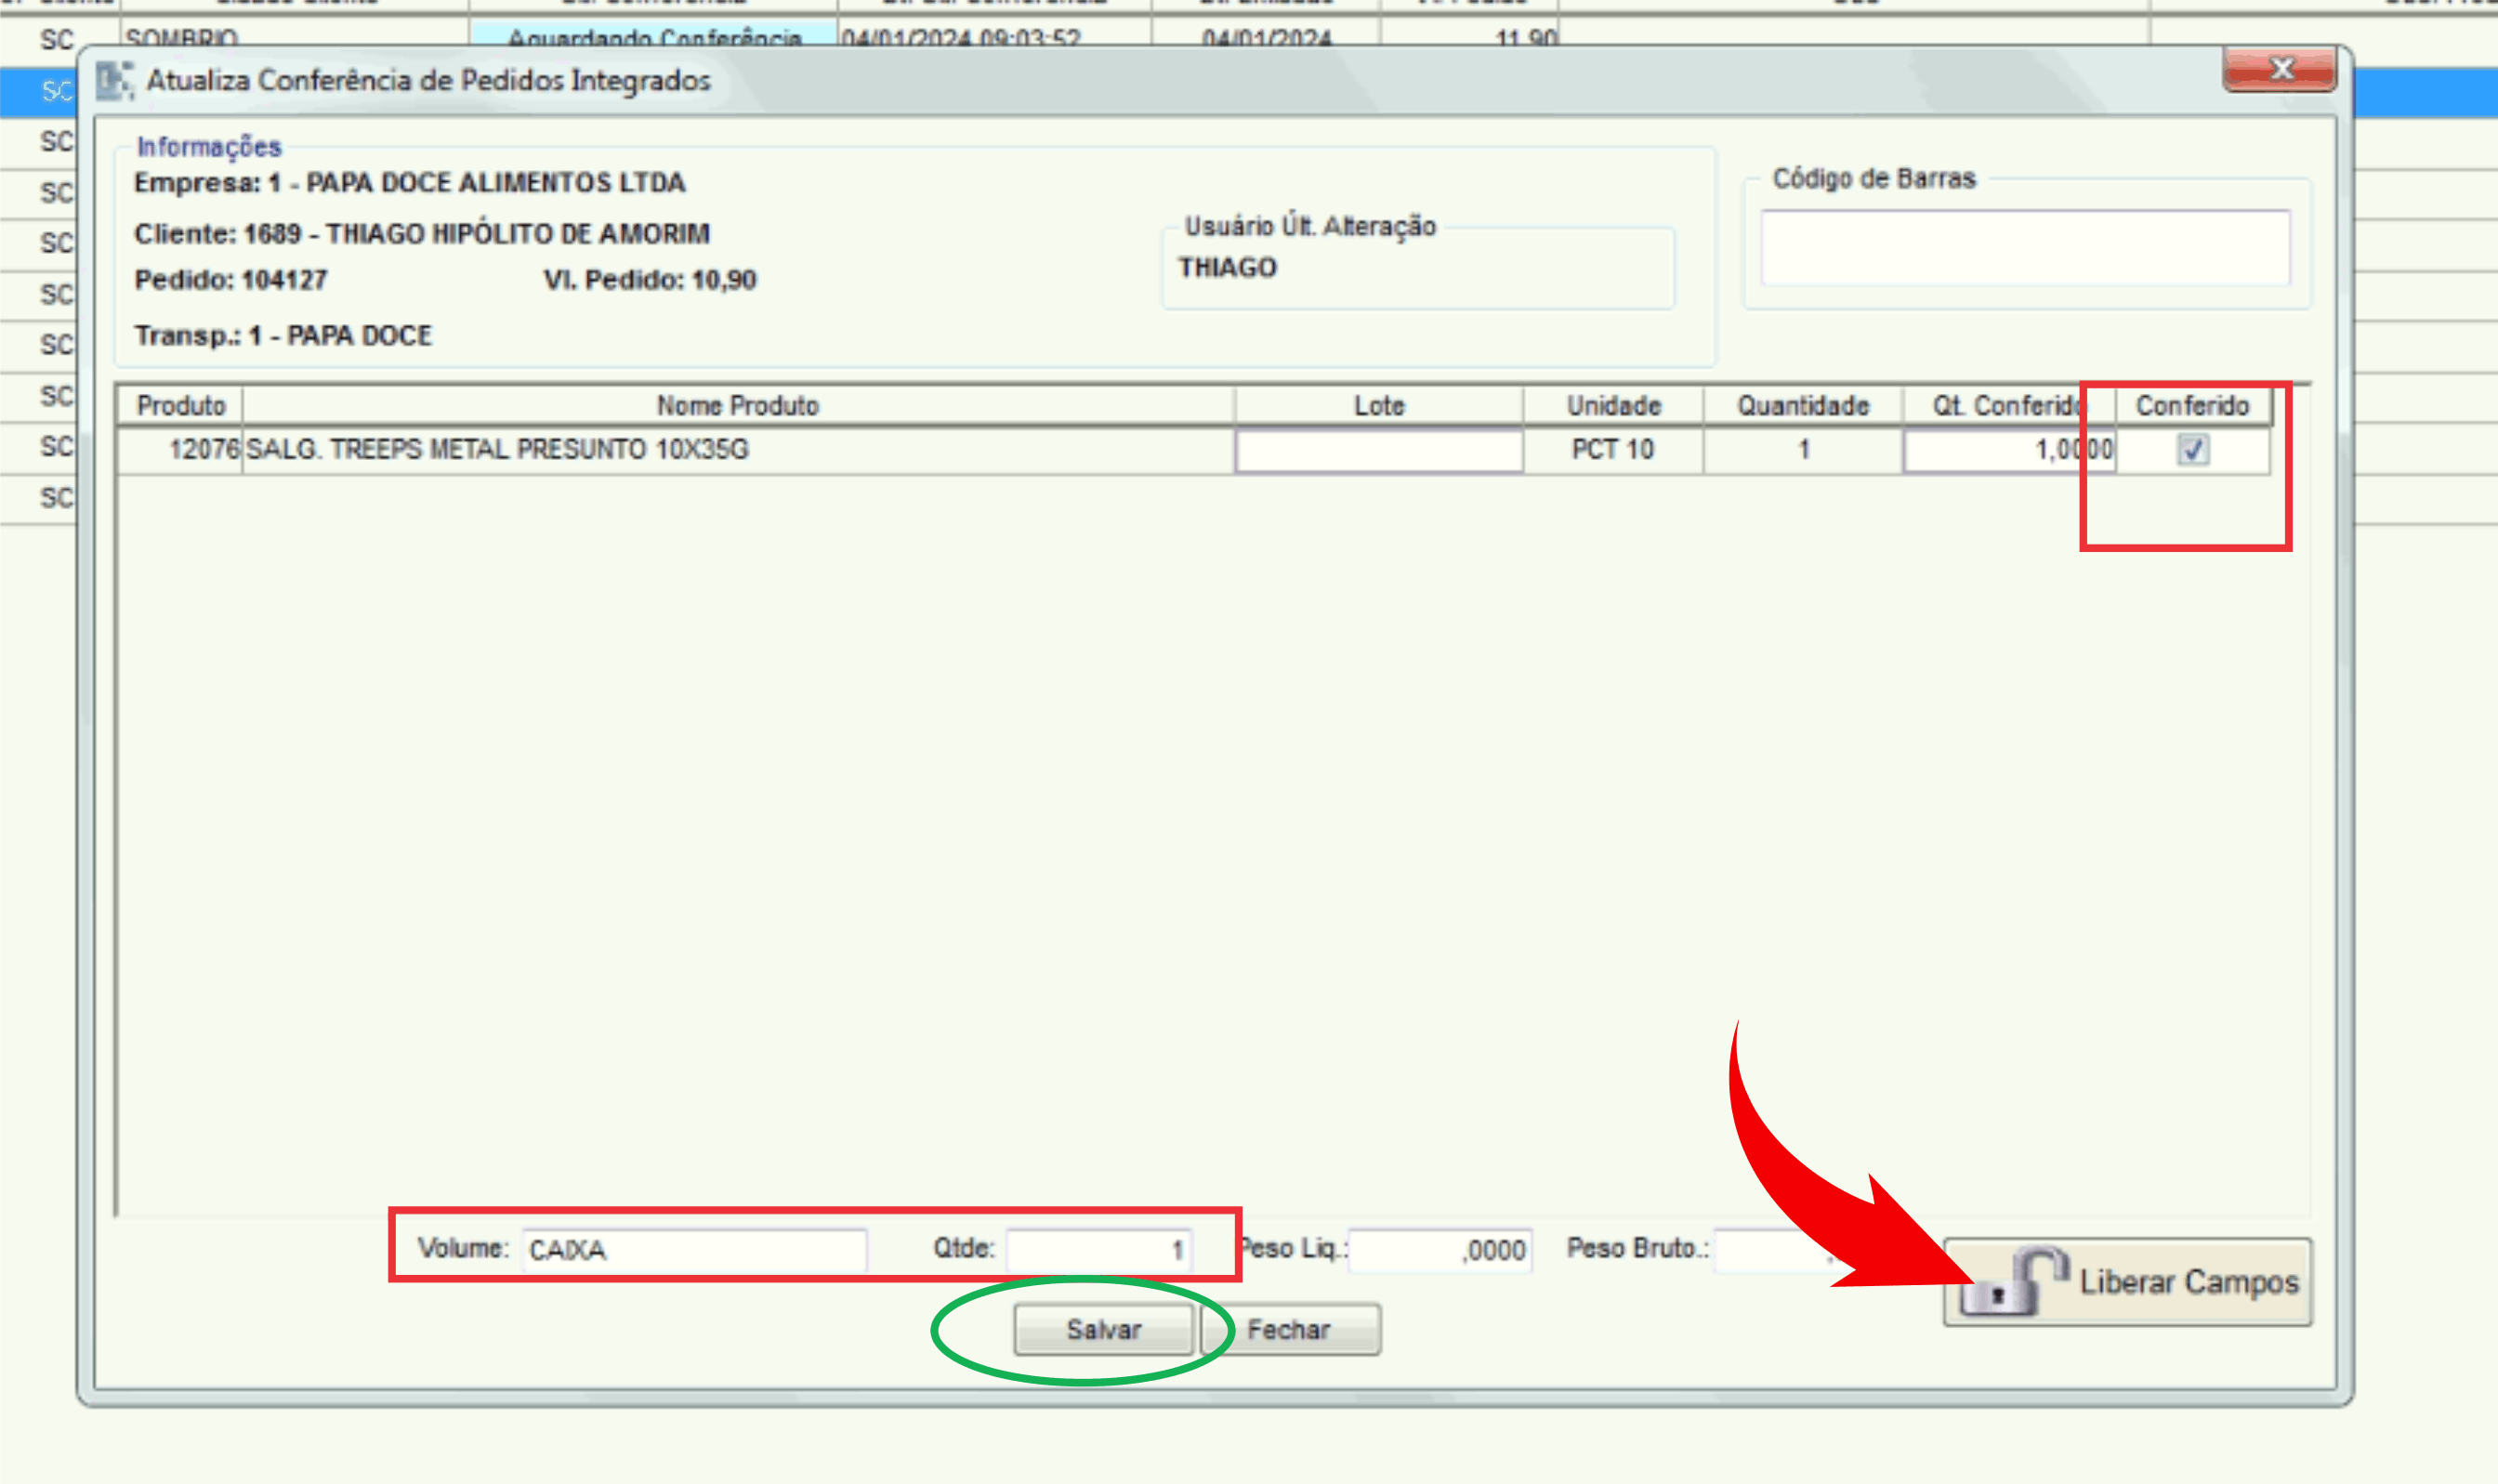 SC SOMBRIO Aguardando Conferência 04/01/2024 09:03:52 04/01/2024 11,90
Atualiza Conferência de Pedidos Integrados
SC
SC
SC
SC
SC
SC
SC
SC
SC
Informações
Empresa: 1 - PAPA DOCE ALIMENTOS LTDA
Cliente: 1689 - THIAGO HIPÓLITO DE AMORIM
Pedido: 104127 Vl. Pedido: 10,90
Transp.: 1 - PAPA DOCE
Usuário Últ. Alteração
THIAGO
Código de Barras
Produto Nome Produto Lote Unidade Quantidade Qt. Conferido Conferido
12076 SALG. TREEPS METAL PRESUNTO 10X35G PCT 10 1 1,0000
Volume: CAIXA Qtde: 1 Peso Liq.: ,0000 Peso Bruto.:
Liberar Campos
Salvar Fechar